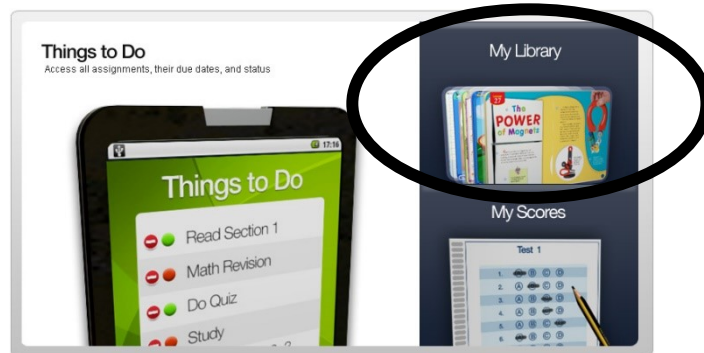 Things to Do
Access all assignments, their due dates, and status
17:16
Things to Do
Read Section 1
Math Revision
Do Quiz
Study
My Library
27
The
POWER
of Magnets
My Scores
Test 1
1. B C D
2. A C D
3. A B D
4. A B D
5. A B C
6. B C D